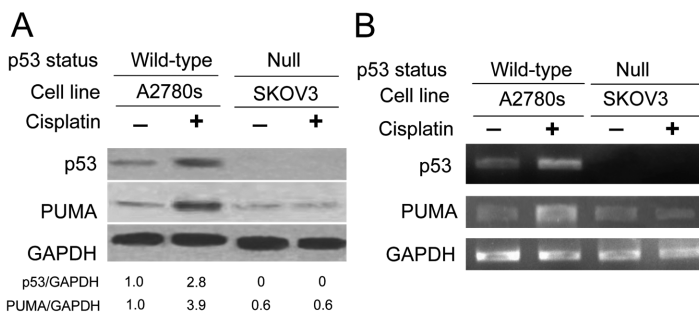 A
p53 status Wild-type Null
Cell line A2780s SKOV3
Cisplatin – + – +
p53
PUMA
GAPDH
p53/GAPDH 1.0 2.8 0 0
PUMA/GAPDH 1.0 3.9 0.6 0.6
B
p53 status Wild-type Null
Cell line A2780s SKOV3
Cisplatin – + – +
p53
PUMA
GAPDH